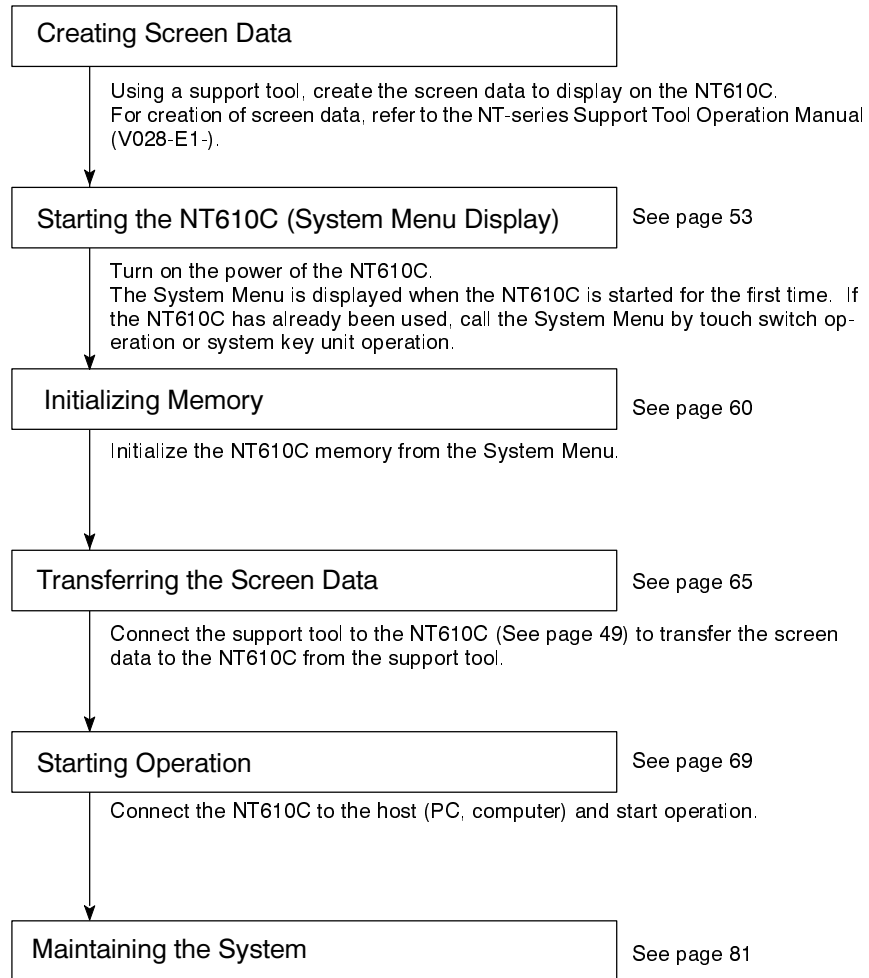 Creating Screen Data
Using a support tool, create the screen data to display on the NT610C.
For creation of screen data, refer to the NT-series Support Tool Operation Manual
(V028-E1-).
Starting the NT610C (System Menu Display)
See page 53
Turn on the power of the NT610C.
The System Menu is displayed when the NT610C is started for the first time. If
the NT610C has already been used, call the System Menu by touch switch op-
eration or system key unit operation.
Initializing Memory
See page 60
Initialize the NT610C memory from the System Menu.
Transferring the Screen Data
See page 65
Connect the support tool to the NT610C (See page 49) to transfer the screen
data to the NT610C from the support tool.
Starting Operation
See page 69
Connect the NT610C to the host (PC, computer) and start operation.
Maintaining the System
See page 81